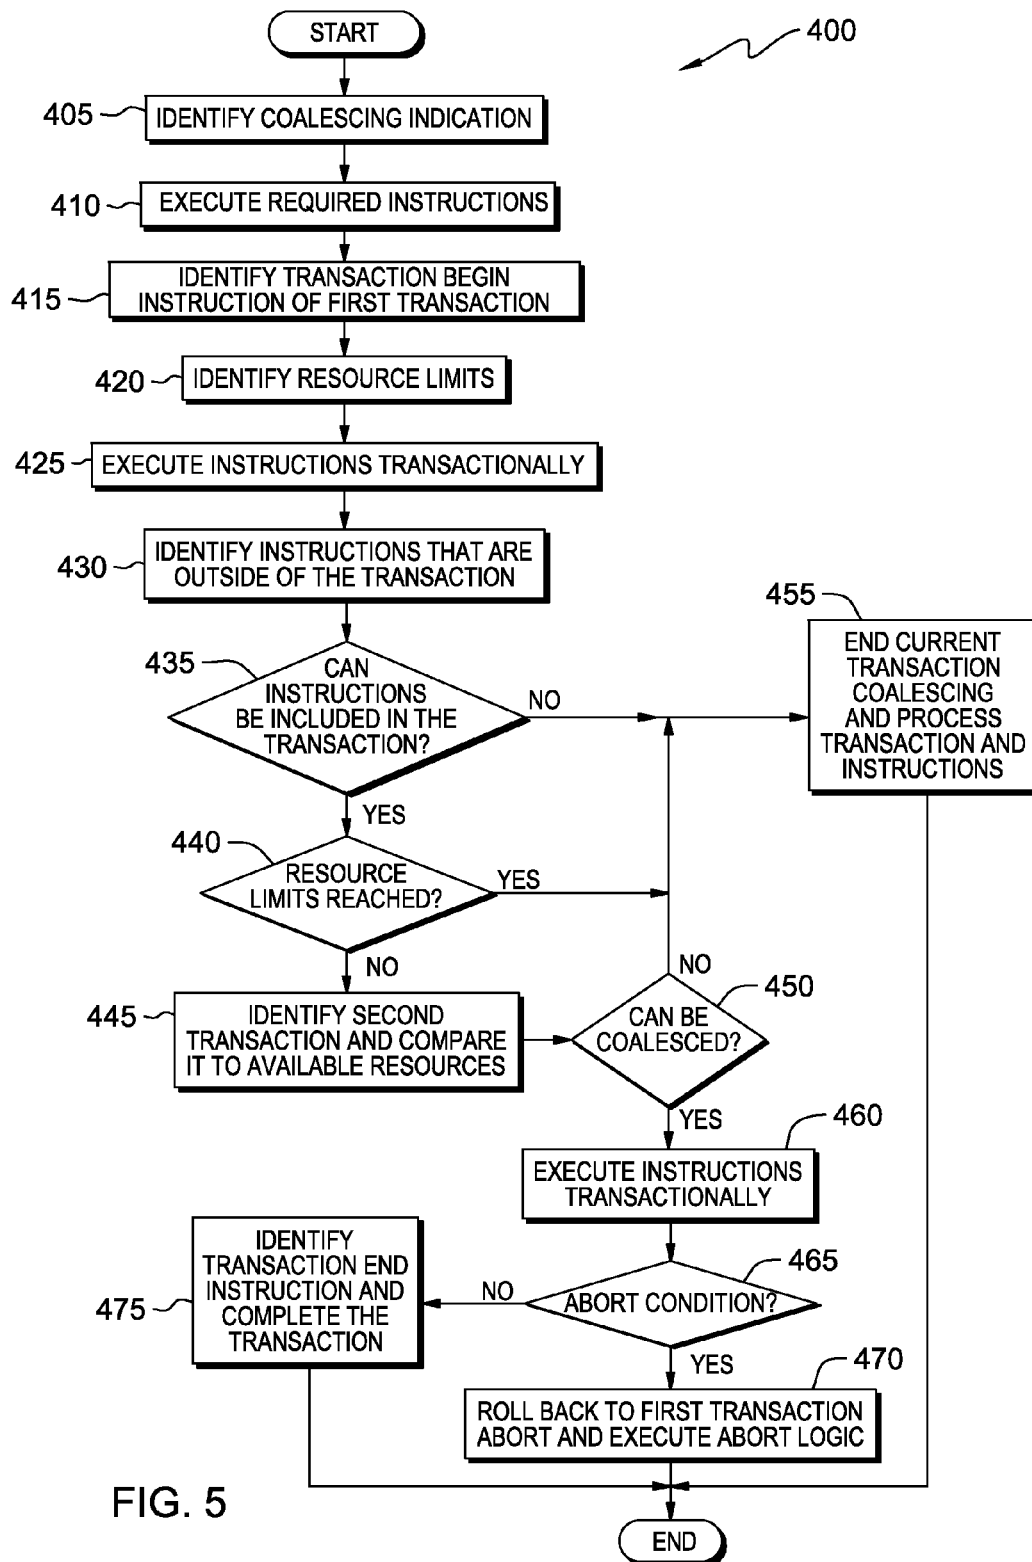 START
400
405
IDENTIFY COALESCING INDICATION
410
EXECUTE REQUIRED INSTRUCTIONS
415
IDENTIFY TRANSACTION BEGIN
INSTRUCTION OF FIRST TRANSACTION
420
IDENTIFY RESOURCE LIMITS
425
EXECUTE INSTRUCTIONS TRANSACTIONALLY
430
IDENTIFY INSTRUCTIONS THAT ARE
OUTSIDE OF THE TRANSACTION
435
CAN
INSTRUCTIONS
BE INCLUDED IN THE
TRANSACTION?
NO
YES
455
END CURRENT
TRANSACTION
COALESCING
AND PROCESS
TRANSACTION AND
INSTRUCTIONS
440
RESOURCE
LIMITS REACHED?
YES
NO
445
IDENTIFY SECOND
TRANSACTION AND COMPARE
IT TO AVAILABLE RESOURCES
NO
450
CAN BE
COALESCED?
YES
460
EXECUTE INSTRUCTIONS
TRANSACTIONALLY
465
ABORT CONDITION?
NO
YES
475
IDENTIFY
TRANSACTION END
INSTRUCTION AND
COMPLETE THE
TRANSACTION
470
ROLL BACK TO FIRST TRANSACTION
ABORT AND EXECUTE ABORT LOGIC
END
FIG. 5